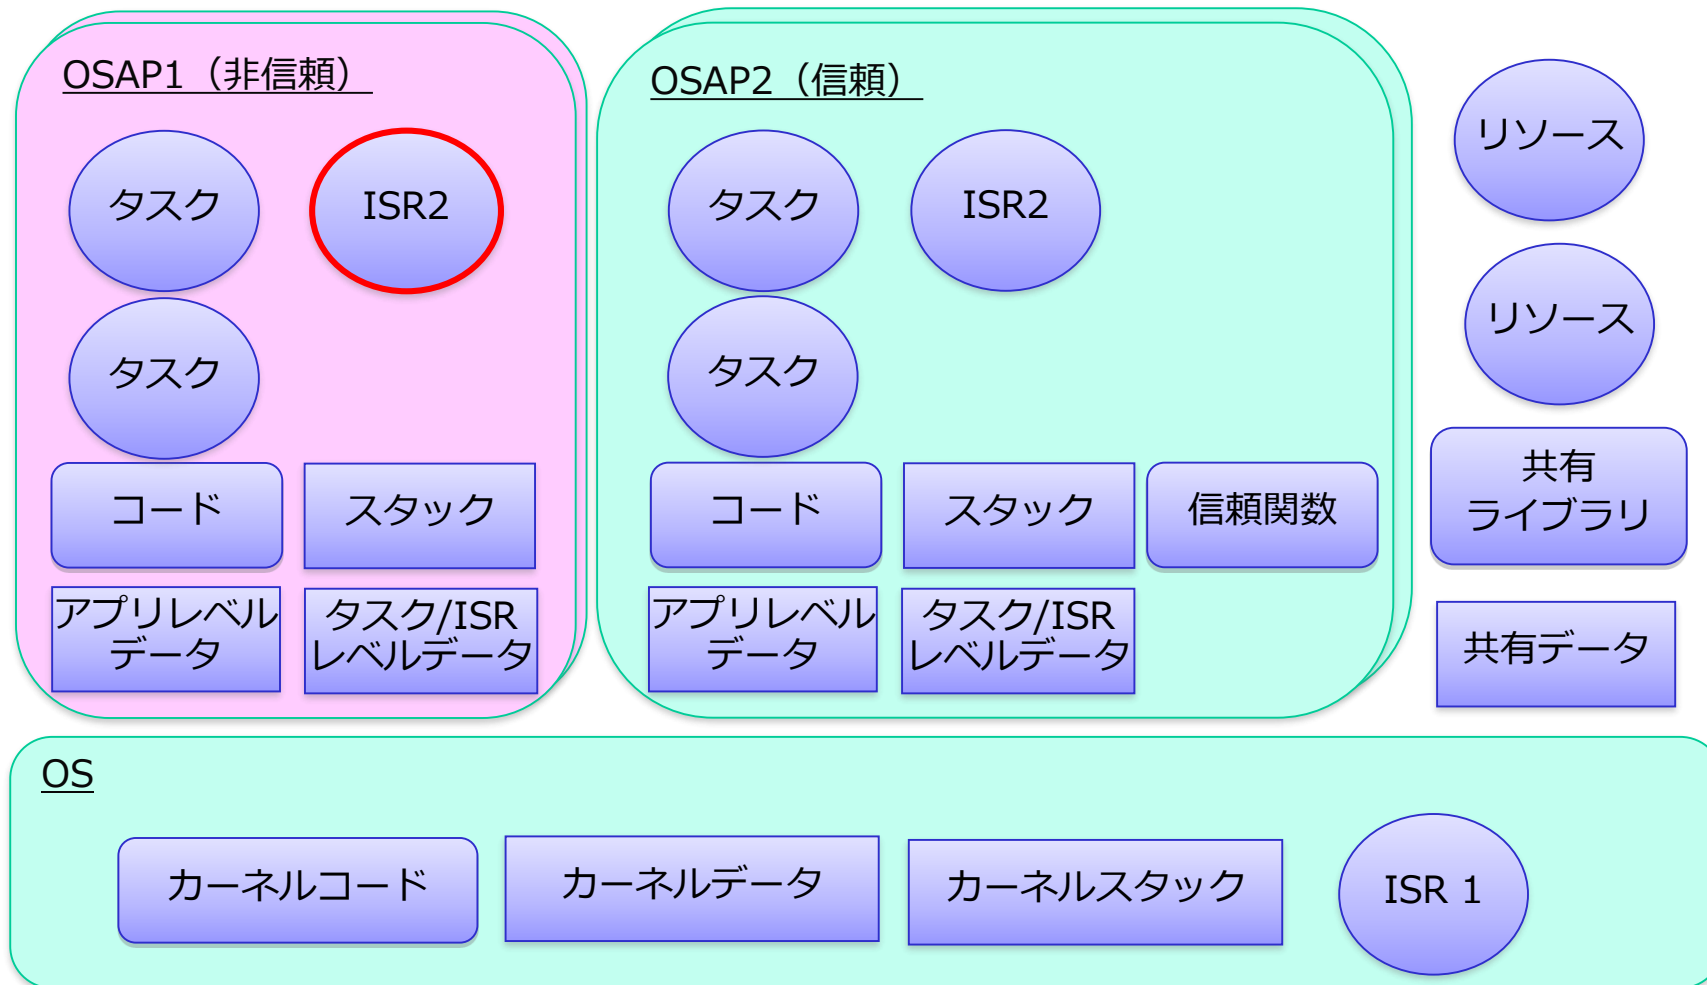 OSAP1（非信頼）
タスク
ISR2
タスク
コード
スタック
アプリレベル
データ
タスク/ISR
レベルデータ
OSAP2（信頼）
タスク
ISR2
タスク
コード
スタック
信頼関数
アプリレベル
データ
タスク/ISR
レベルデータ
リソース
リソース
共有
ライブラリ
共有データ
OS
カーネルコード
カーネルデータ
カーネルスタック
ISR 1